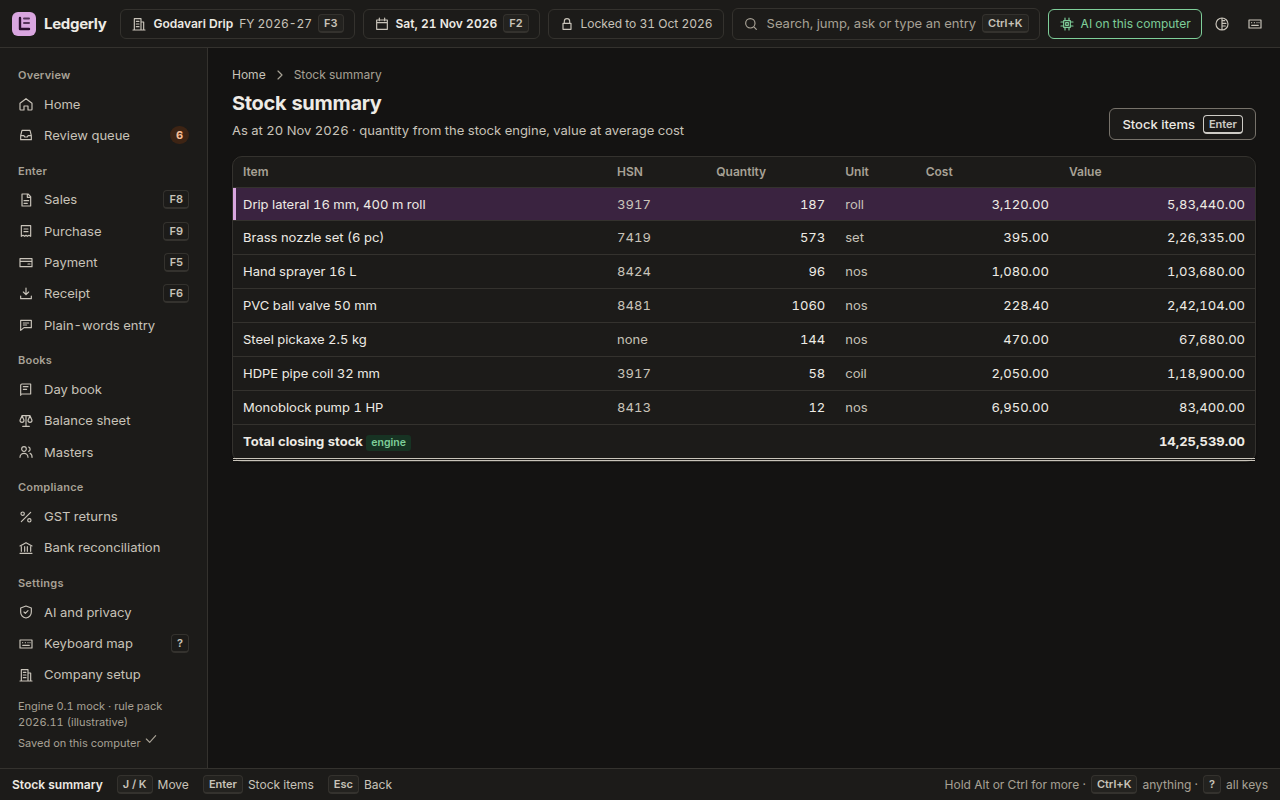 Ledgerly
Godavari Drip FY 2026-27 F3
Sat, 21 Nov 2026 F2
Locked to 31 Oct 2026
Search, jump, ask or type an entry Ctrl+K
AI on this computer
Overview
Home
Review queue 6
Enter
Sales F8
Purchase F9
Payment F5
Receipt F6
Plain-words entry
Books
Day book
Balance sheet
Masters
Compliance
GST returns
Bank reconciliation
Settings
AI and privacy
Keyboard map ?
Company setup
Engine 0.1 mock · rule pack
2026.11 (illustrative)
Saved on this computer
Home > Stock summary
Stock summary
As at 20 Nov 2026 · quantity from the stock engine, value at average cost
Stock items Enter
Item HSN Quantity Unit Cost Value
Drip lateral 16 mm, 400 m roll 3917 187 roll 3,120.00 5,83,440.00
Brass nozzle set (6 pc) 7419 573 set 395.00 2,26,335.00
Hand sprayer 16 L 8424 96 nos 1,080.00 1,03,680.00
PVC ball valve 50 mm 8481 1060 nos 228.40 2,42,104.00
Steel pickaxe 2.5 kg none 144 nos 470.00 67,680.00
HDPE pipe coil 32 mm 3917 58 coil 2,050.00 1,18,900.00
Monoblock pump 1 HP 8413 12 nos 6,950.00 83,400.00
Total closing stock engine 14,25,539.00
Stock summary J / K Move Enter Stock items Esc Back
Hold Alt or Ctrl for more · Ctrl+K anything · ? all keys